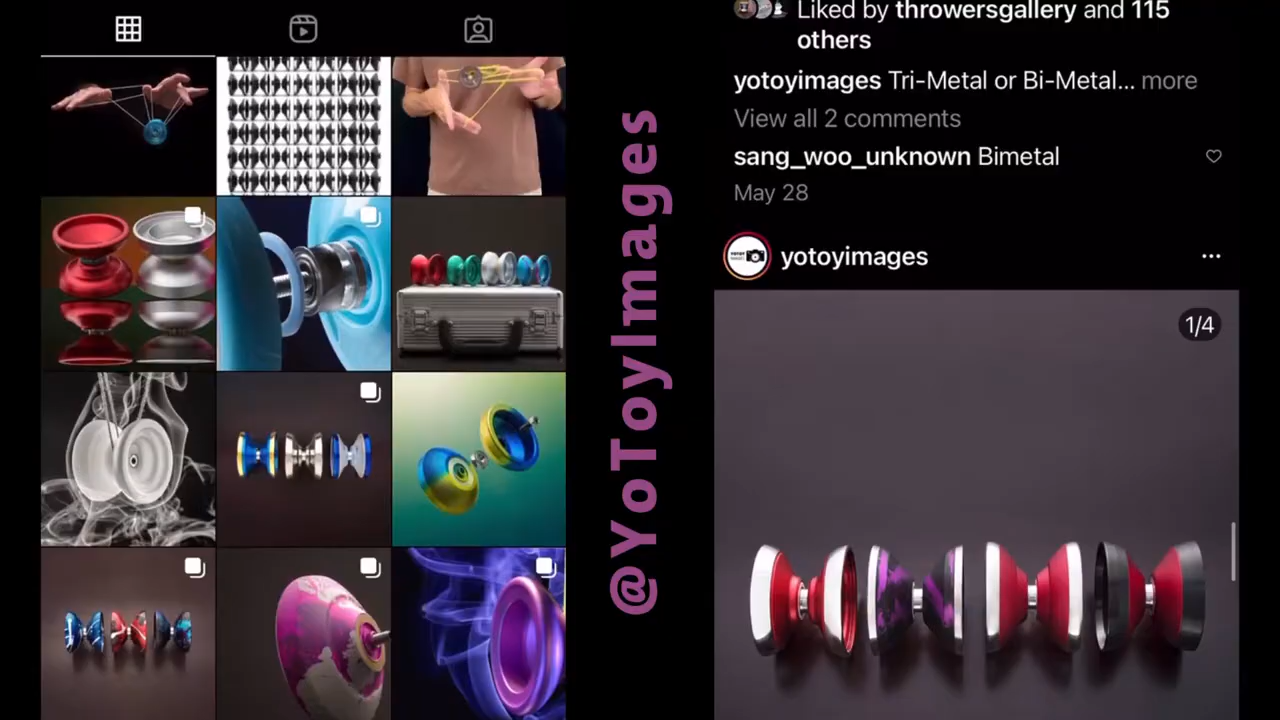 @YoToyImages
Liked by throwersgallery and 115
others
yotoyimages Tri-Metal or Bi-Metal... more
View all 2 comments
sang_woo_unknown Bimetal
May 28
yotoyimages
1/4